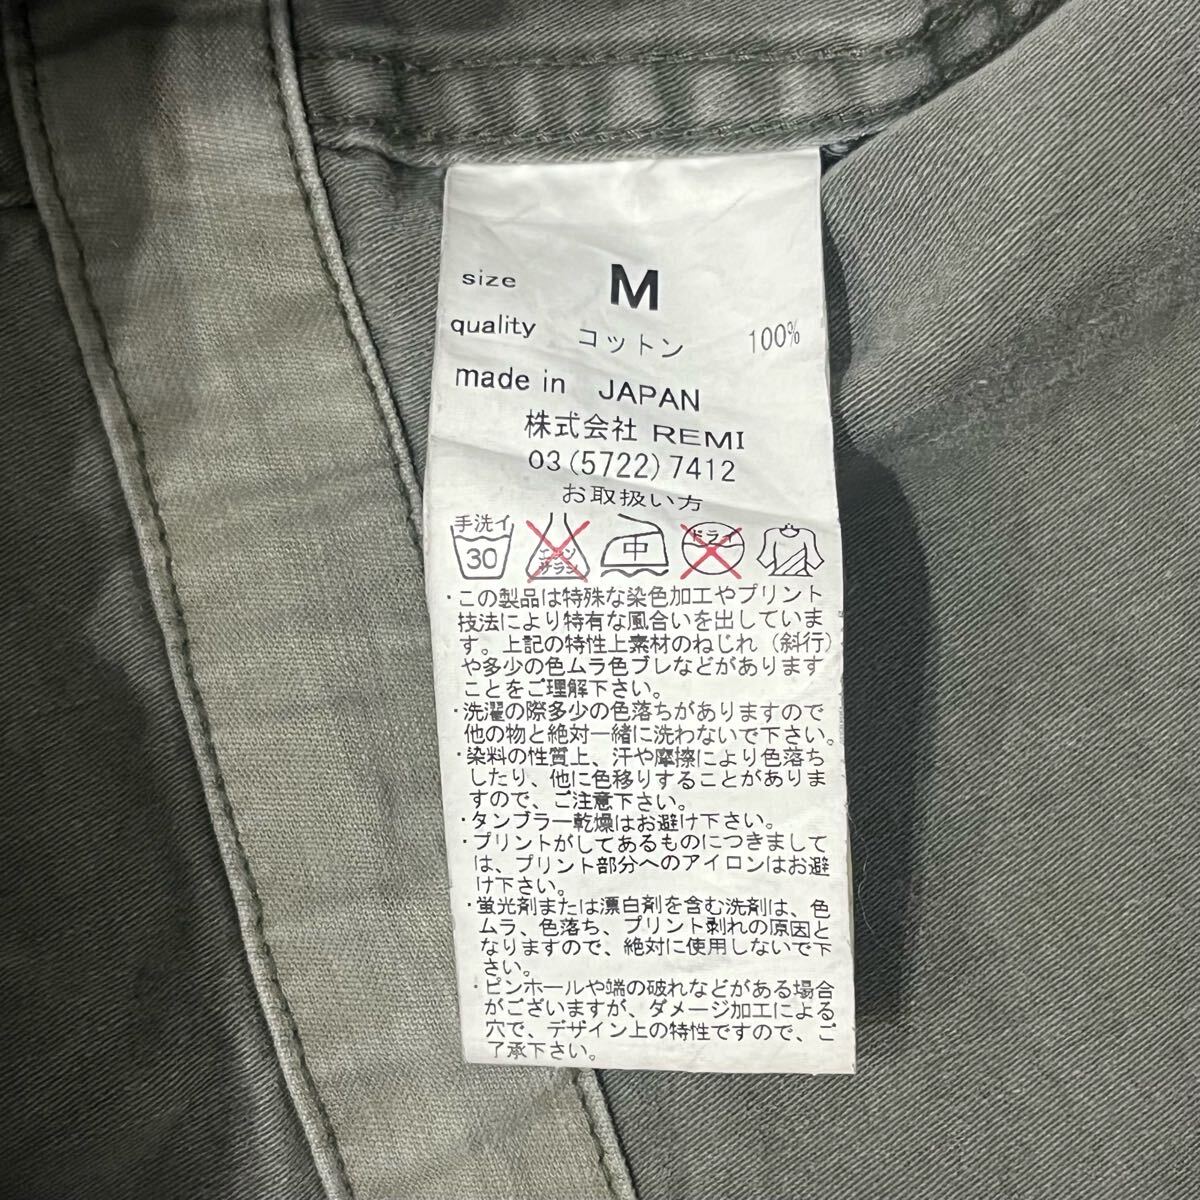 size M
quality コットン 100%
made in JAPAN
株式会社 REMI
03(5722)7412
お取扱い方
手洗イ
30
エンソ
サラシ
中
ドライ
・この製品は特殊な染色加工やプリント
技法により特有な風合いを出していま
す。上記の特性上素材のねじれ（斜行）
や多少の色ムラ色ブレなどがあります
ことをご理解下さい。
・洗濯の際多少の色落ちがありますので
他の物と絶対一緒に洗わないで下さい。
・染料の性質上、汗や摩擦により色落ち
したり、他に色移りすることがありま
すので、ご注意下さい。
・タンブラー乾燥はお避け下さい。
・プリントがしてあるものにつきまして
は、プリント部分へのアイロンはお避
け下さい。
・蛍光剤または漂白剤を含む洗剤は、色
ムラ、色落ち、プリント剥れの原因と
なりますので、絶対に使用しないで下
さい。
・ピンホールや端の破れなどがある場合
がございますが、ダメージ加工による
穴で、デザイン上の特性ですので、ご
了承下さい。